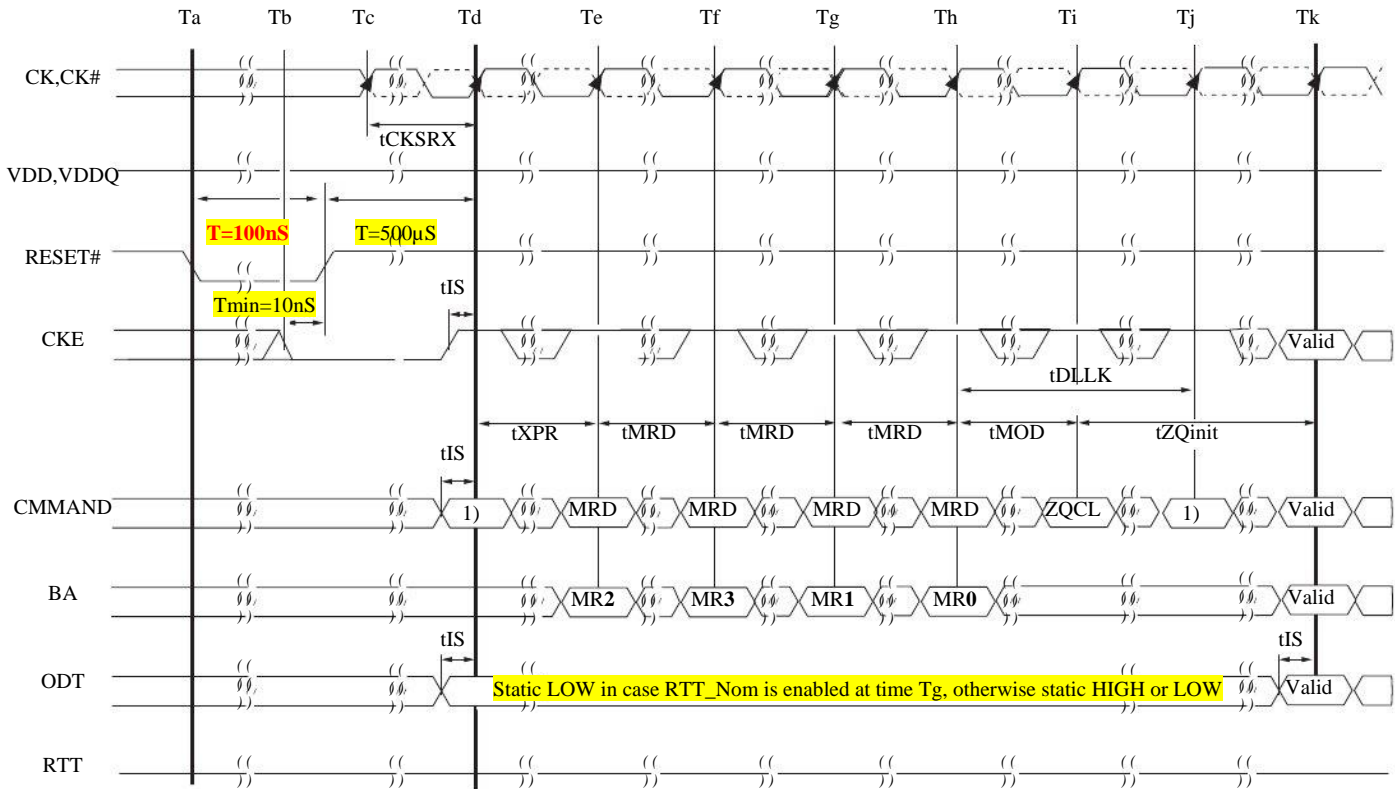 Ta Tb Tc Td Te Tf Tg Th Ti Tj Tk
CK,CK#
tCKSRX
VDD,VDDQ
T=100nS T=500µS
RESET#
Tmin=10nS tIS
CKE Valid
tDLLK
tXPR tMRD tMRD tMRD tMOD tZQinit
tIS
CMMAND 1) MRD MRD MRD MRD ZQCL 1) Valid
BA MR2 MR3 MR1 MR0 Valid
tIS tIS
ODT Static LOW in case RTT_Nom is enabled at time Tg, otherwise static HIGH or LOW Valid
RTT